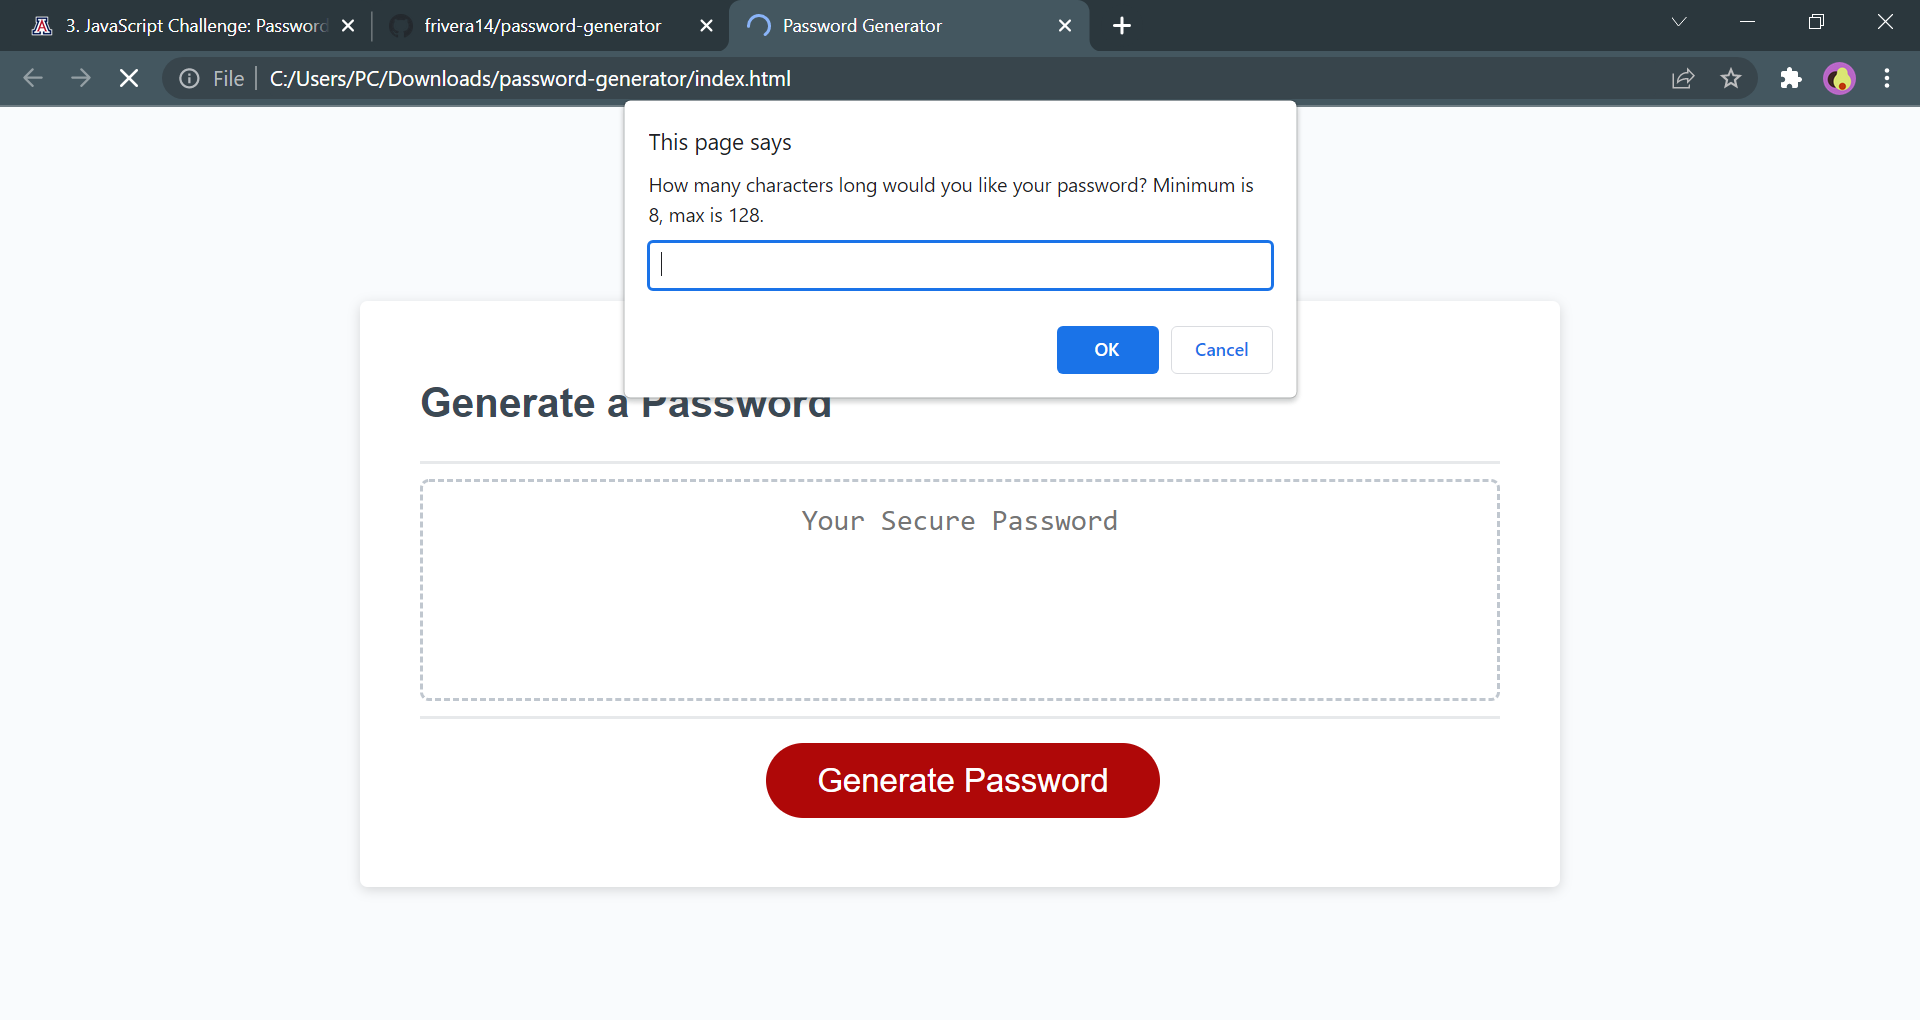 3. JavaScript Challenge: Password
frivera14/password-generator
Password Generator
File
C:/Users/PC/Downloads/password-generator/index.html
This page says
How many characters long would you like your password? Minimum is
8, max is 128.
OK
Cancel
Generate a Password
Your Secure Password
Generate Password